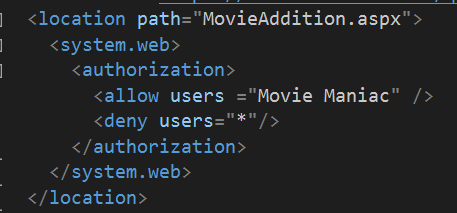 <location path="MovieAddition.aspx">
<system.web>
<authorization>
<allow users ="Movie Maniac" />
<deny users="*"/>
</authorization>
</system.web>
</location>